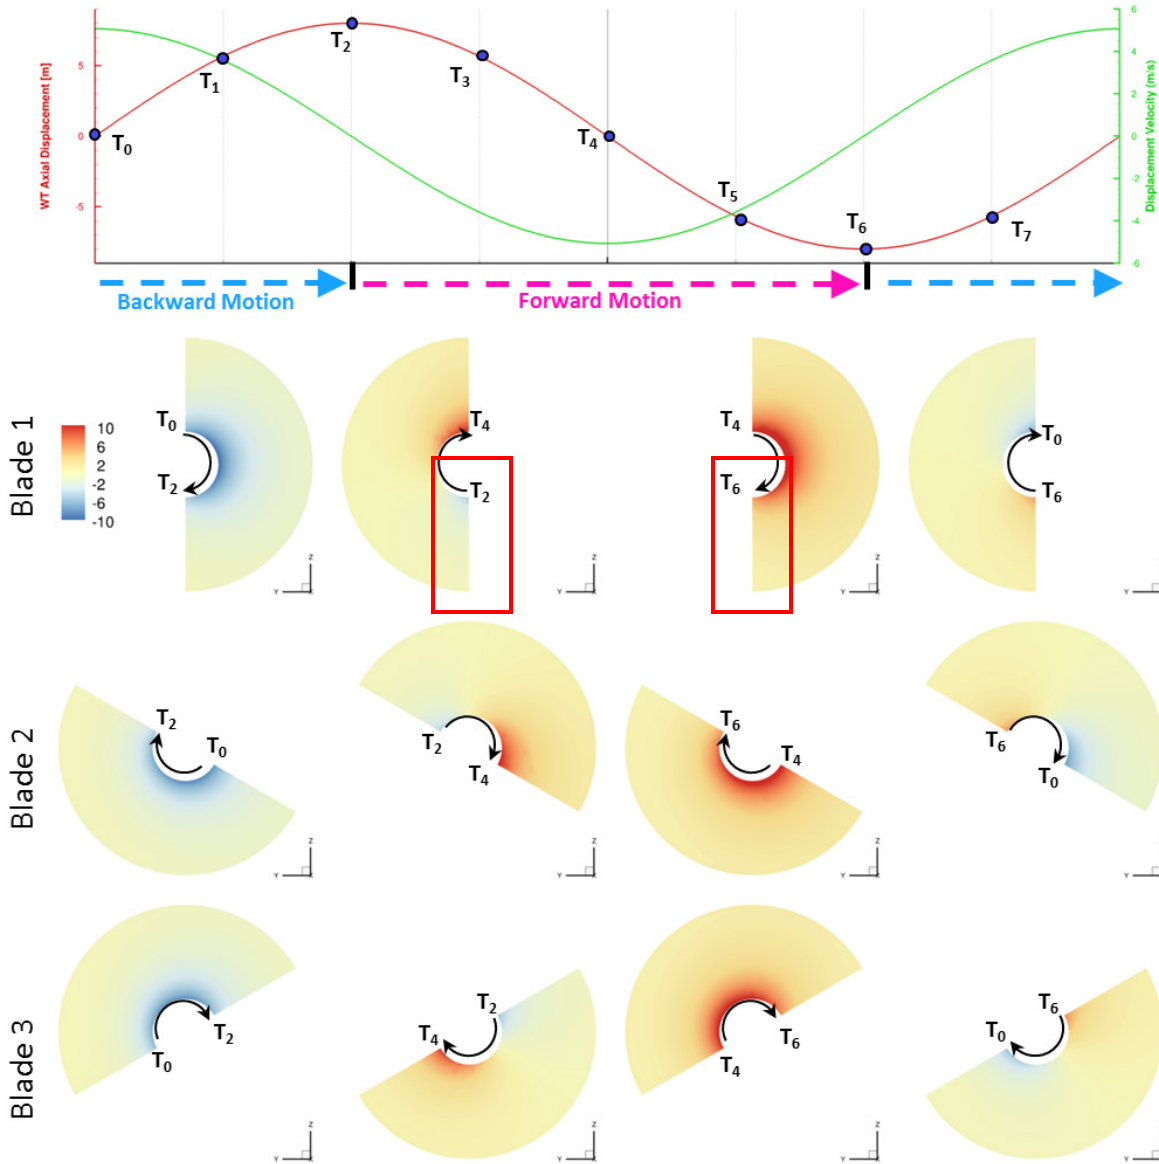 WT Axial Displacement [m]
5
0
-5
T0
T1
T2
T3
T4
T5
T6
T7
6
4
2
0
-2
-4
-6
Displacement Velocity (m/s)
Backward Motion
Forward Motion
Blade 1
10
6
2
-2
-6
-10
T0
T2
Y
Z
X
T4
T2
Y
Z
T4
T6
Y
Z
T0
T6
Y
Z
Blade 2
T2
T0
Y
Z
X
T2
T4
Y
Z
T6
T4
Y
Z
T6
T0
Y
Z
Blade 3
T2
T0
Y
Z
T2
T4
Y
Z
T6
T4
Y
Z
T6
T0
Y
Z